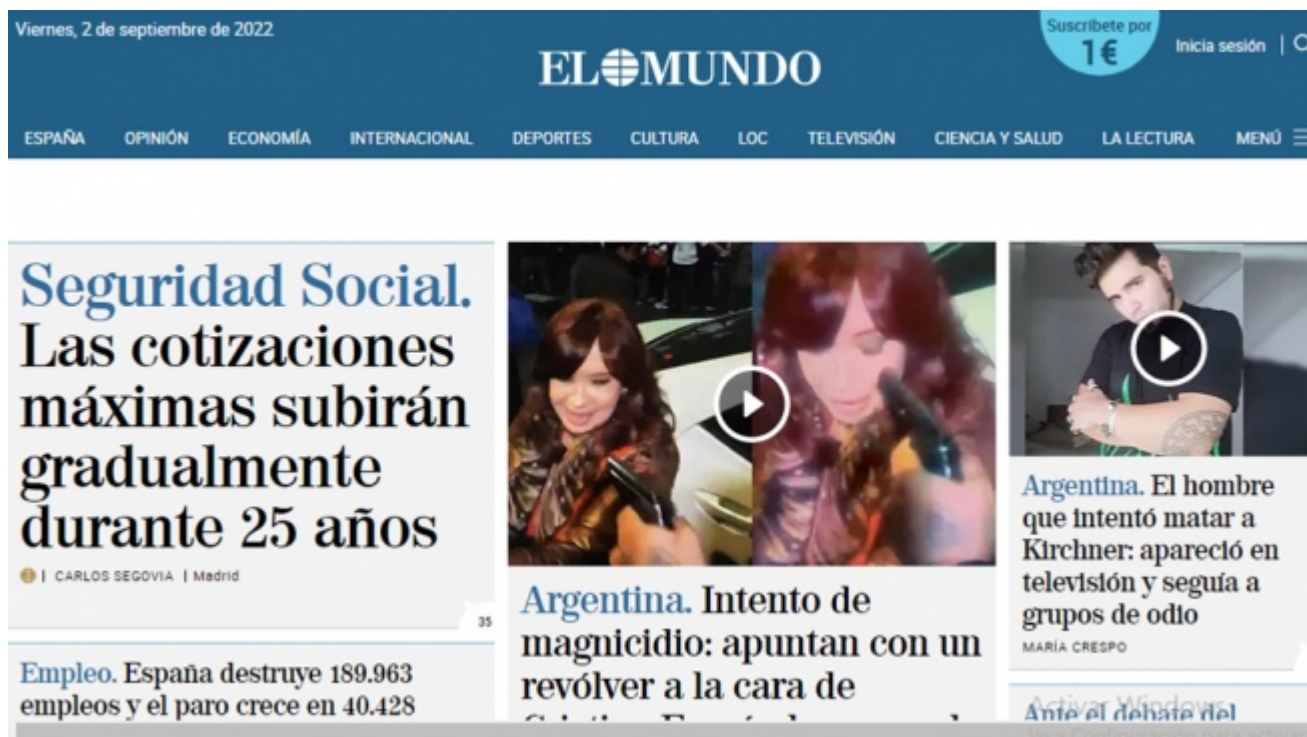 Viernes, 2 de septiembre de 2022
Suscríbete por
1€
Inicia sesión
EL MUNDO
ESPAÑA OPINIÓN ECONOMÍA INTERNACIONAL DEPORTES CULTURA LOC TELEVISIÓN CIENCIA Y SALUD LA LECTURA MENÚ
Seguridad Social.
Las cotizaciones
máximas subirán
gradualmente
durante 25 años
CARLOS SEGOVIA | Madrid
35
Empleo. España destruye 189.963
empleos y el paro crece en 40.428
Argentina. Intento de
magnicidio: apuntan con un
revólver a la cara de
Argentina. El hombre
que intentó matar a
Kirchner: apareció en
televisión y seguía a
grupos de odio
MARÍA CRESPO
Activar Windows
Ante el debate del